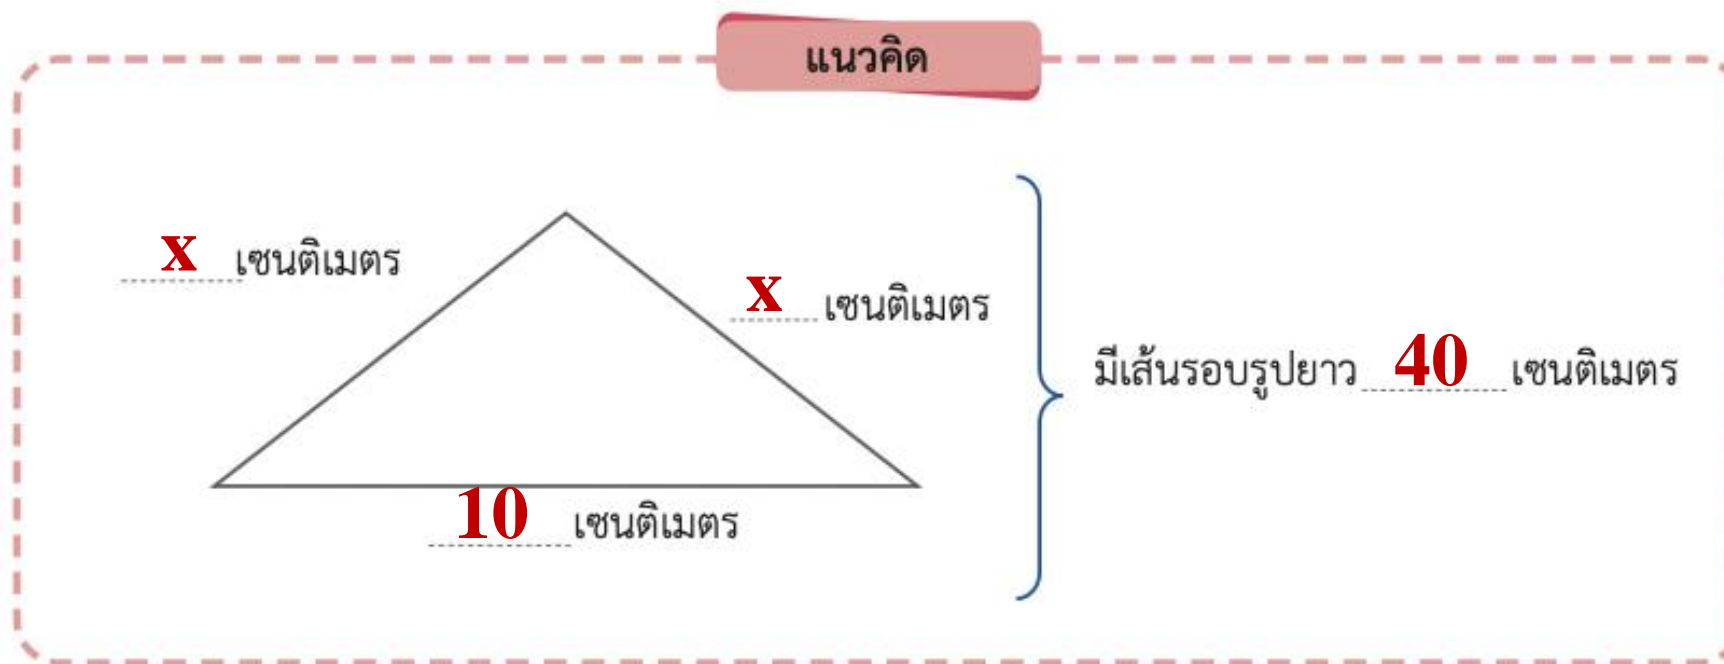 แนวคิด
x เซนติเมตร
x เซนติเมตร
มีเส้นรอบรูปยาว 40 เซนติเมตร
10 เซนติเมตร